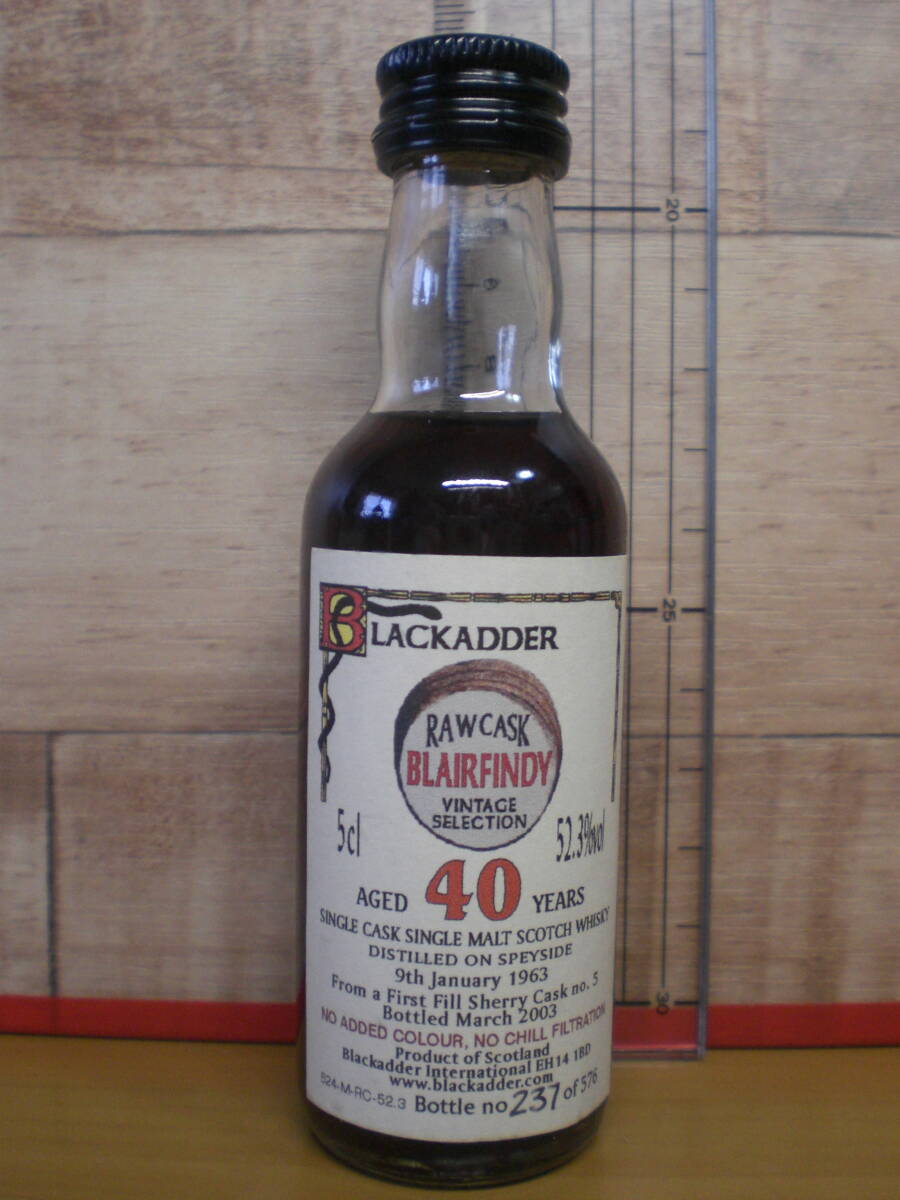 BLACKADDER
RAW CASK
BLAIRFINDY
VINTAGE
SELECTION
5cl
52.3%vol
AGED 40 YEARS
SINGLE CASK SINGLE MALT SCOTCH WHISKY
DISTILLED ON SPEYSIDE
9th January 1963
From a First Fill Sherry Cask no. 5
Bottled March 2003
NO ADDED COLOUR, NO CHILL FILTRATION
Product of Scotland
Blackadder International EH14 1BD
www.blackadder.com
524-M-RC-52.3 Bottle no 237 of 576
20
25
30